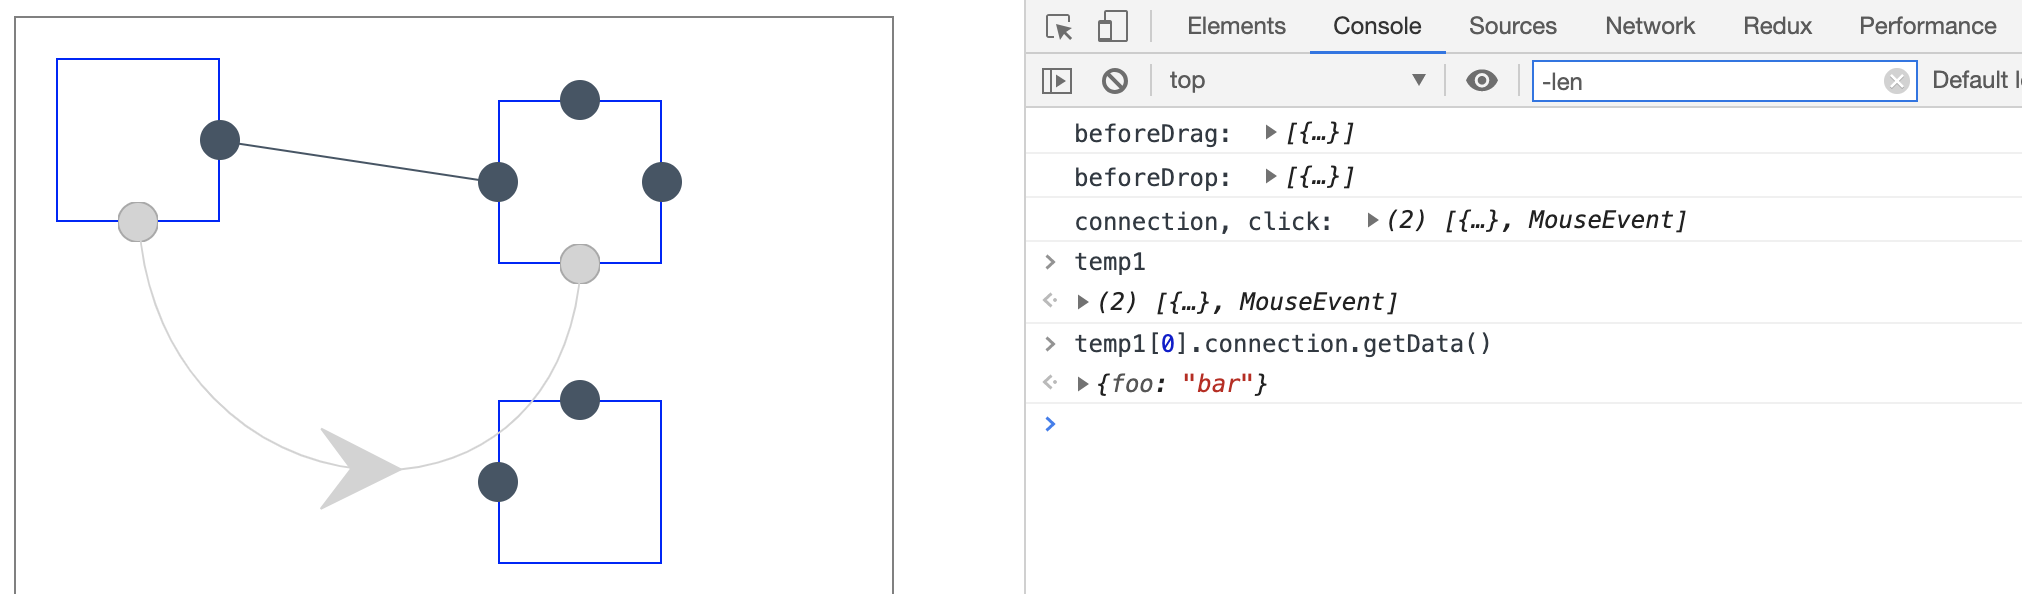 Elements Console Sources Network Redux Performance
top -len Default l
beforeDrag: [{…}]
beforeDrop: [{…}]
connection, click: (2) [{…}, MouseEvent]
temp1
(2) [{…}, MouseEvent]
temp1[0].connection.getData()
{foo: "bar"}